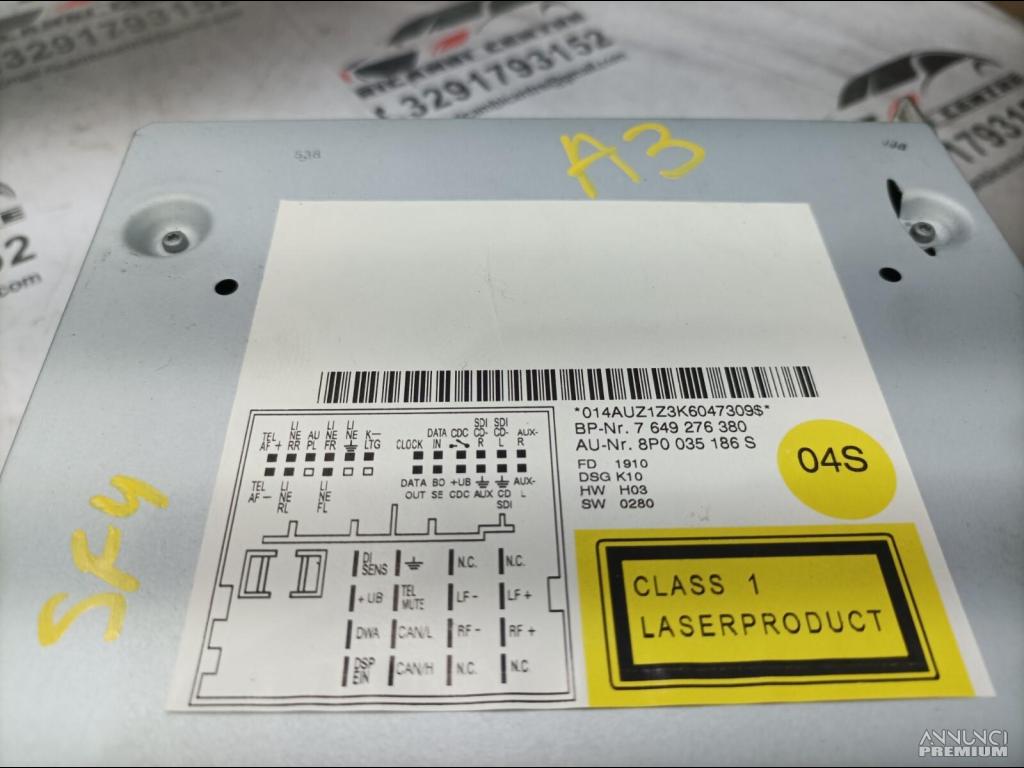 RICAMBI CENTRE
3291793152
@gmail.com
538
A3
*014AUZ1Z3K6047309$*
BP-Nr. 7 649 276 380
AU-Nr. 8P0 035 186 S
FD 1910
DSG K10
HW H03
SW 0280
04S
TEL AF + LI NE RR AU PL LI NE FR LI NE K– LTG
CLOCK DATA IN CDC SDI CD- R SDI CD- L AUX- R
TEL AF – LI NE RL LI NE FL
DATA OUT BO SE +UB CDC AUX CD SDI AUX- L
DI SENS N.C. N.C.
+UB TEL MUTE LF - LF +
DWA CAN/L RF - RF +
DSP EIN CAN/H N.C. N.C.
CLASS 1
LASERPRODUCT
ANNUNCI
PREMIUM